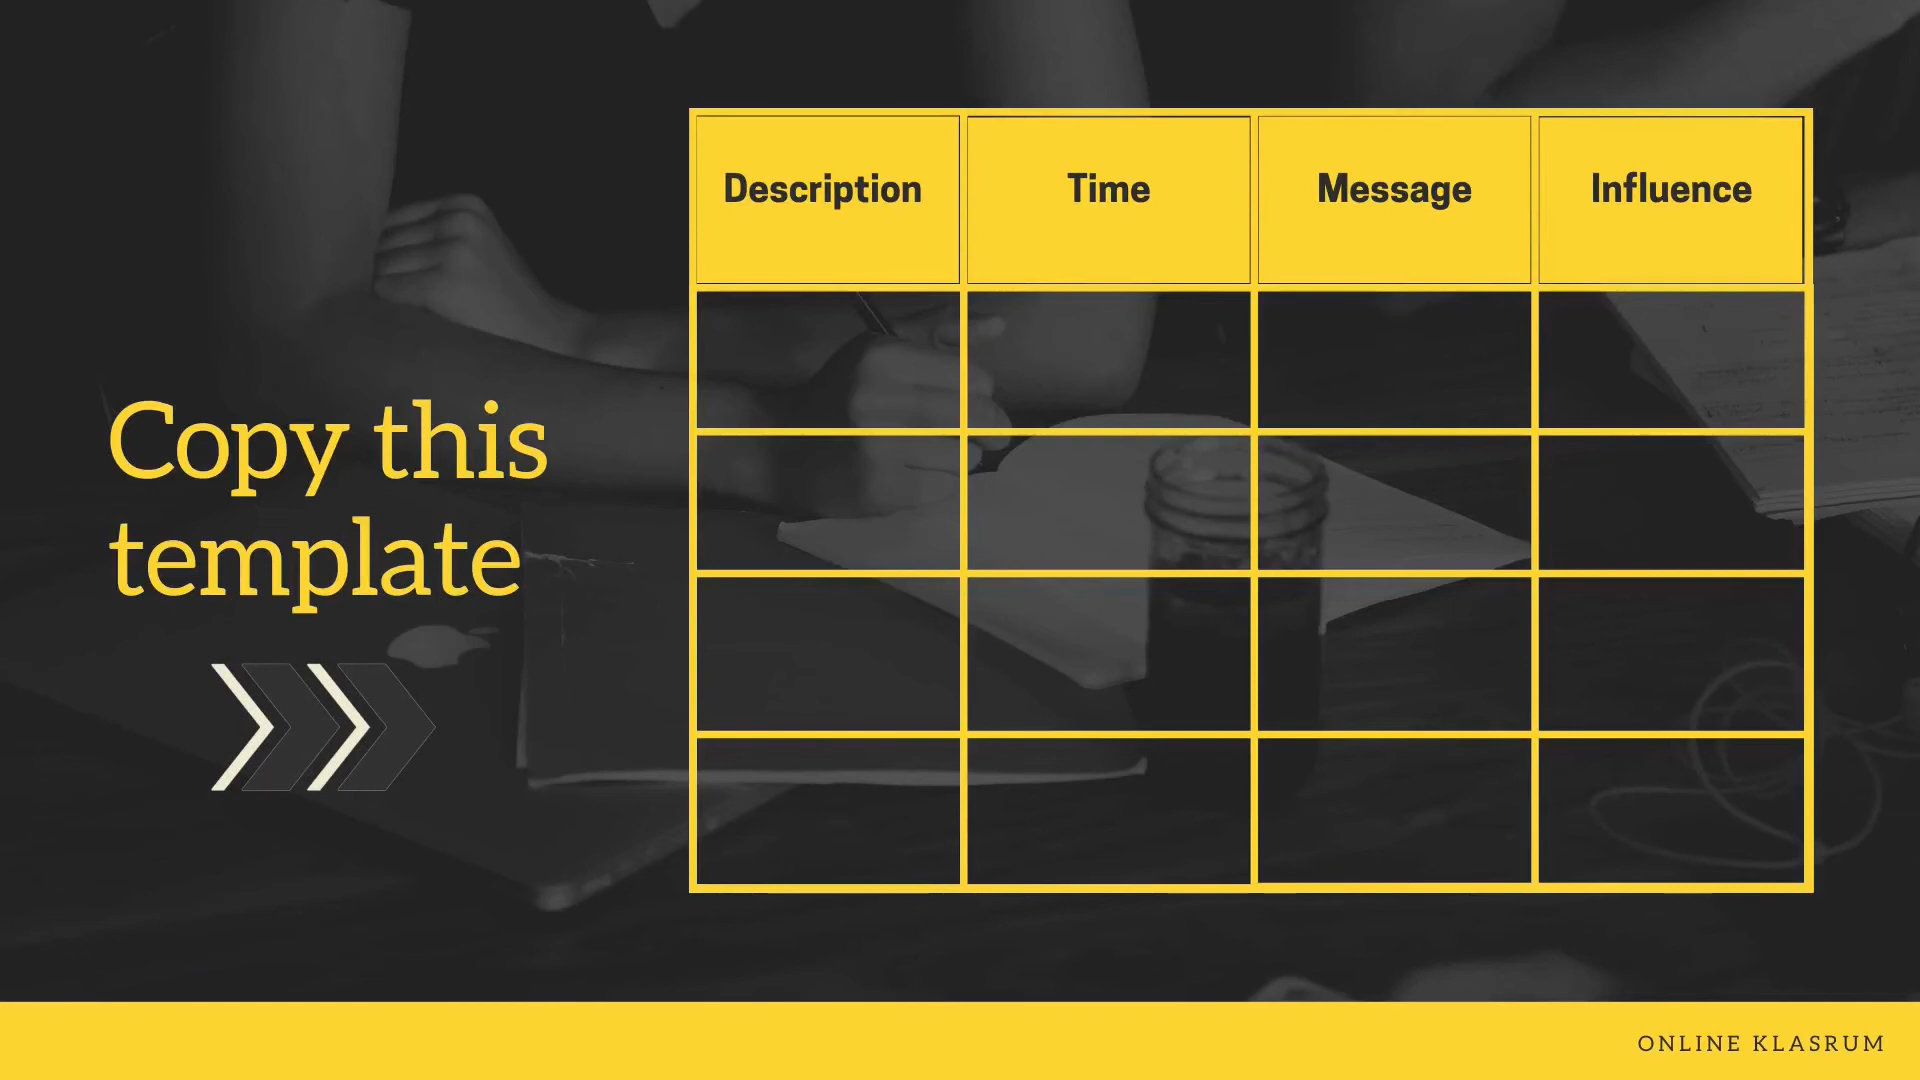 Copy this
template
Description Time Message Influence
ONLINE KLASRUM